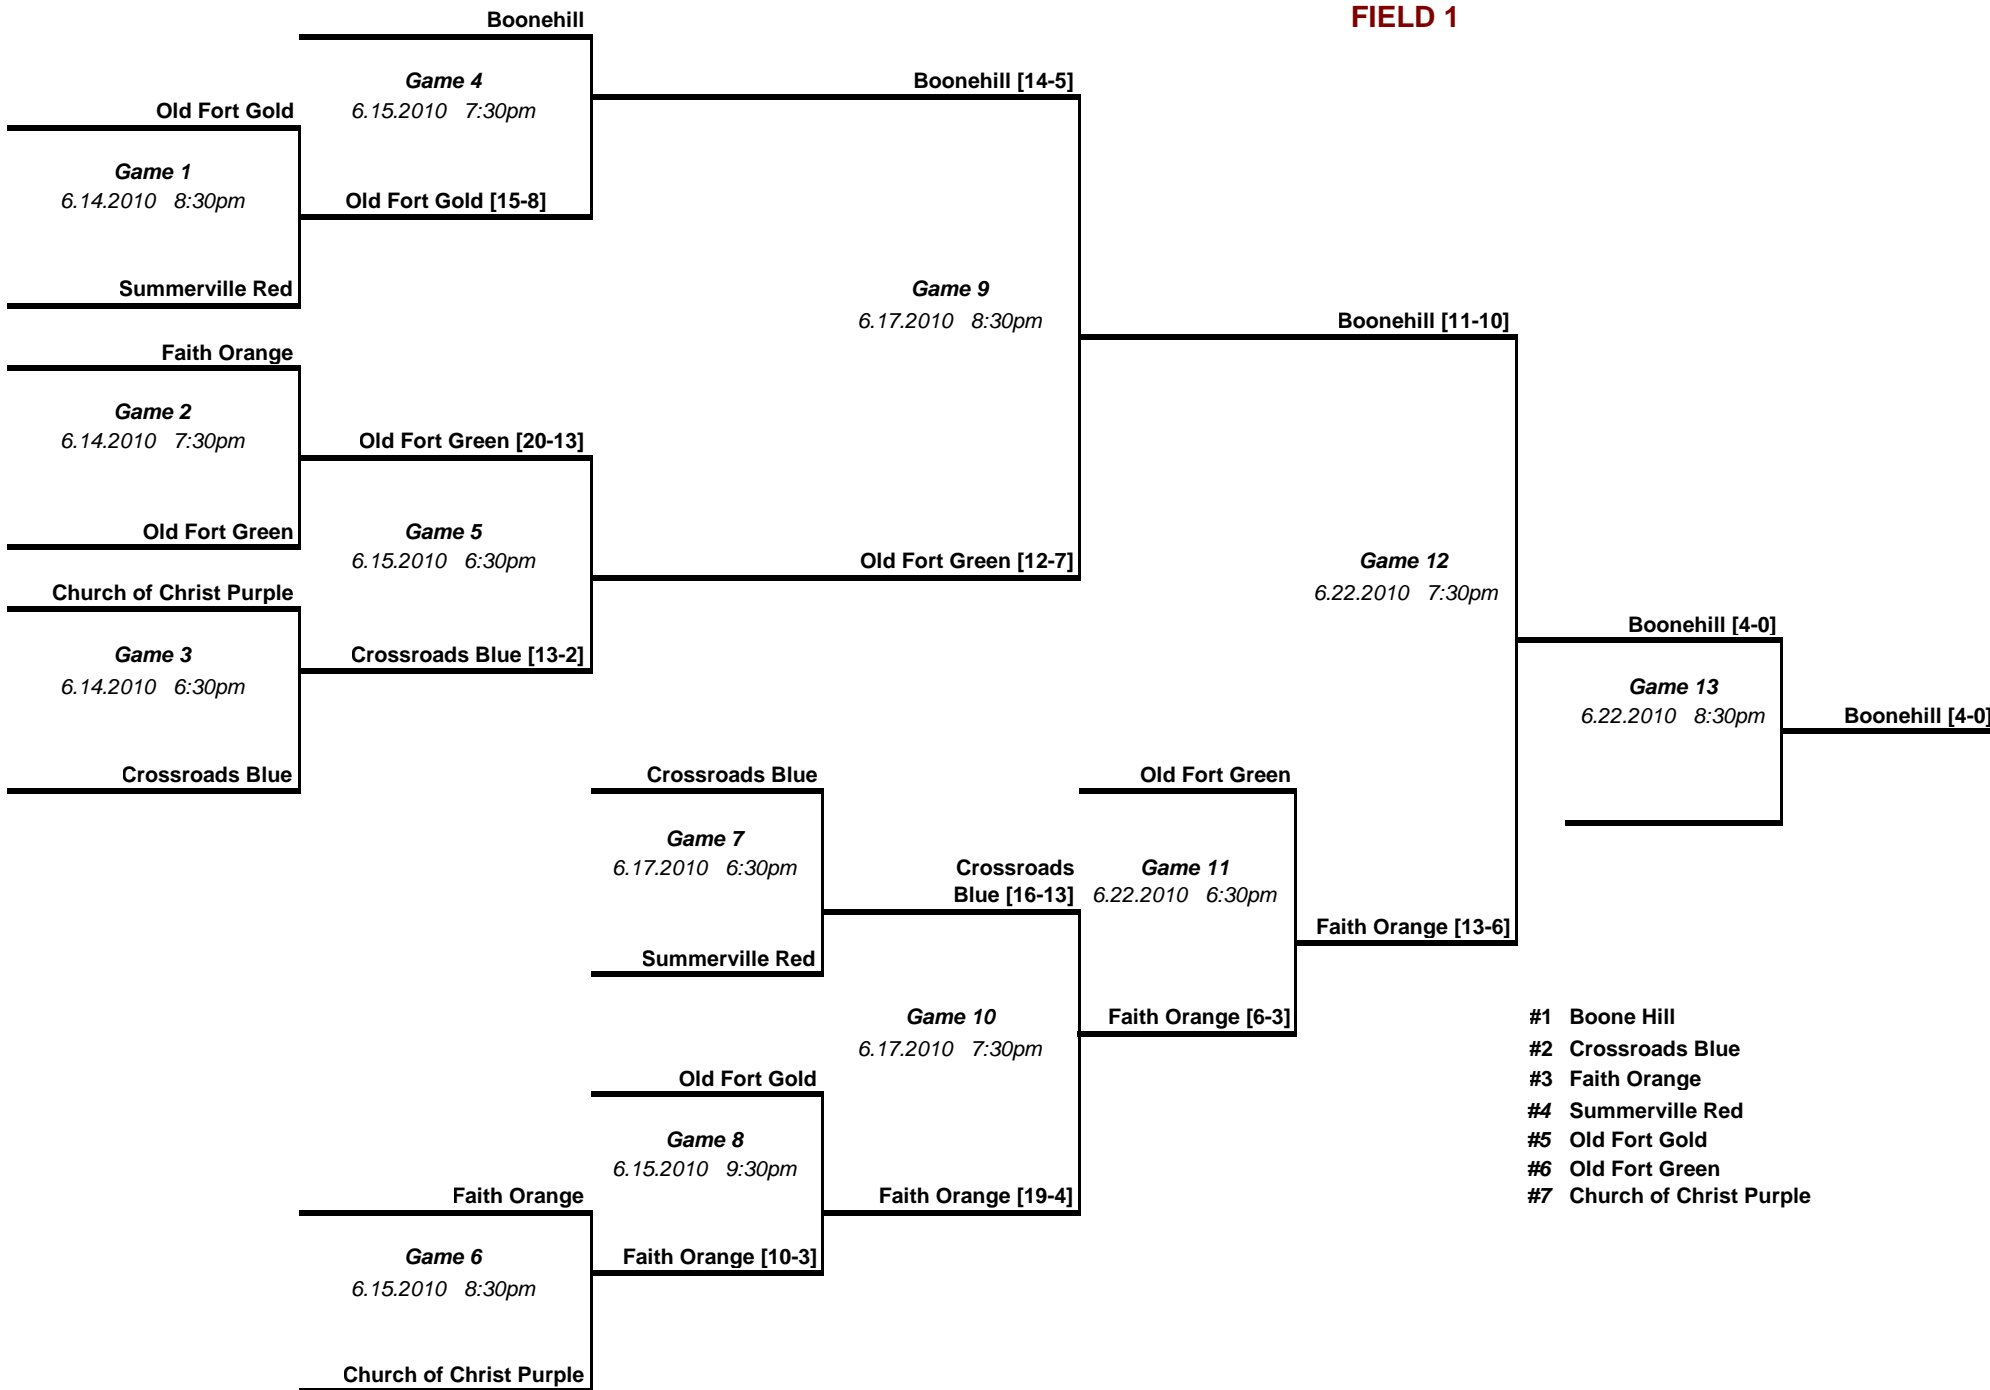 FIELD 1
Boonehill
Game 4
6.15.2010 7:30pm
Boonehill [14-5]
Old Fort Gold
Game 1
6.14.2010 8:30pm
Old Fort Gold [15-8]
Summerville Red
Game 9
6.17.2010 8:30pm
Boonehill [11-10]
Faith Orange
Game 2
6.14.2010 7:30pm
Old Fort Green [20-13]
Old Fort Green
Game 5
6.15.2010 6:30pm
Old Fort Green [12-7]
Game 12
6.22.2010 7:30pm
Church of Christ Purple
Game 3
6.14.2010 6:30pm
Crossroads Blue [13-2]
Crossroads Blue
Boonehill [4-0]
Game 13
6.22.2010 8:30pm
Boonehill [4-0]
Crossroads Blue
Game 7
6.17.2010 6:30pm
Summerville Red
Crossroads
Blue [16-13]
Old Fort Green
Game 11
6.22.2010 6:30pm
Faith Orange [13-6]
Game 10
6.17.2010 7:30pm
Faith Orange [6-3]
Old Fort Gold
Game 8
6.15.2010 9:30pm
Faith Orange [19-4]
Faith Orange
Game 6
6.15.2010 8:30pm
Faith Orange [10-3]
Church of Christ Purple
#1 Boone Hill
#2 Crossroads Blue
#3 Faith Orange
#4 Summerville Red
#5 Old Fort Gold
#6 Old Fort Green
#7 Church of Christ Purple